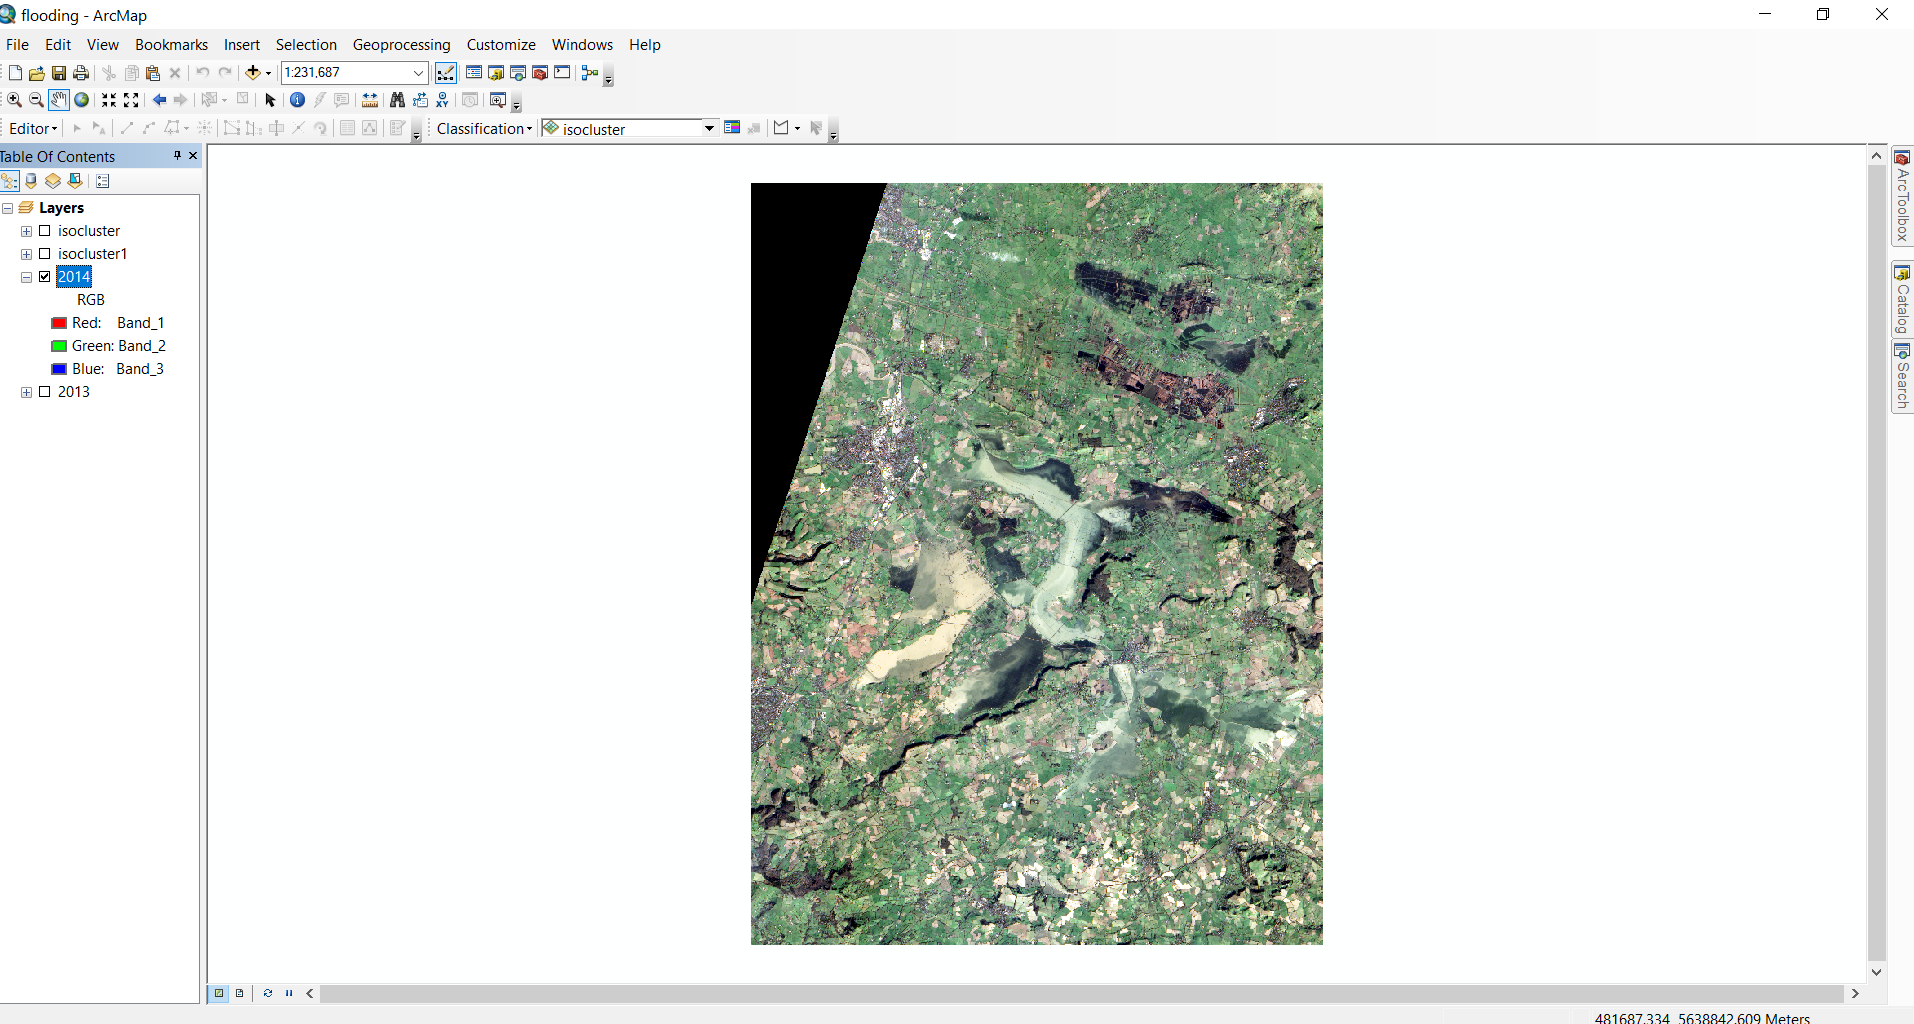 flooding - ArcMap
File Edit View Bookmarks Insert Selection Geoprocessing Customize Windows Help
1:231,687
XY
Editor Classification isocluster
Table Of Contents
Layers
isocluster
isocluster1
2014
RGB
Red: Band_1
Green: Band_2
Blue: Band_3
2013
ArcToolbox
Catalog
Search
481687.334 5638842.609 Meters